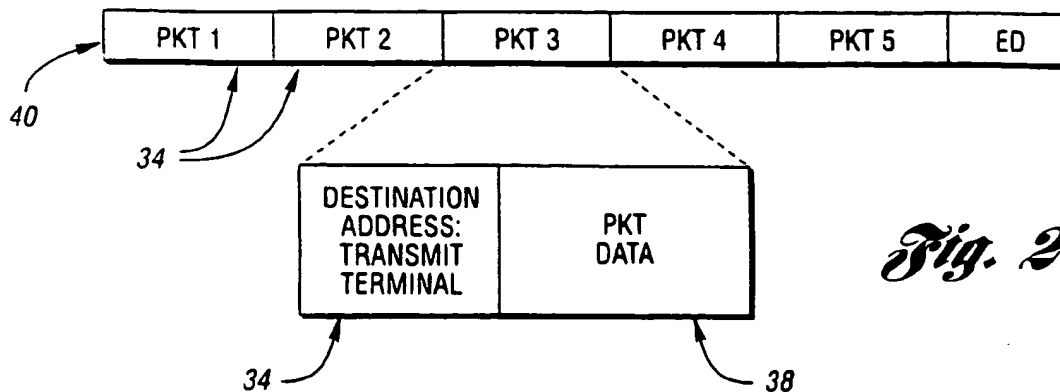 PKT 1 PKT 2 PKT 3 PKT 4 PKT 5 ED
40
34
DESTINATION
ADDRESS:
TRANSMIT
TERMINAL
PKT
DATA
Fig. 2
34
38